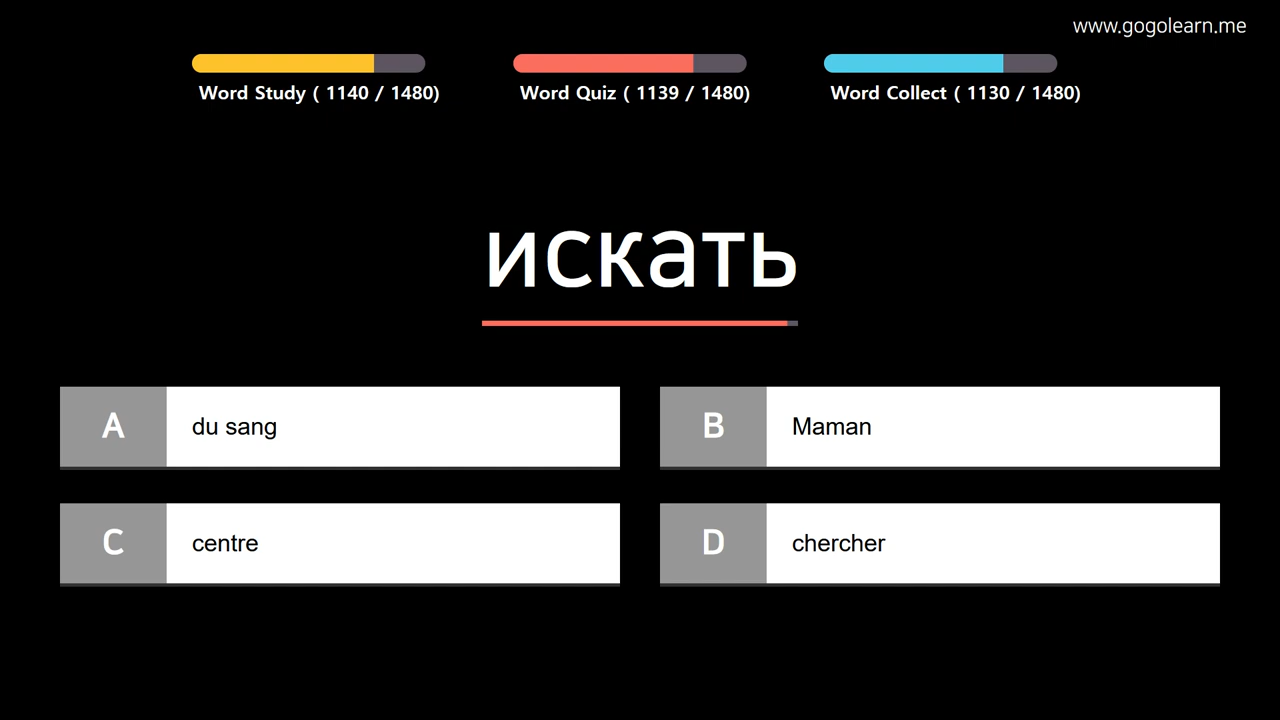 www.gogolearn.me
Word Study ( 1140 / 1480)
Word Quiz ( 1139 / 1480)
Word Collect ( 1130 / 1480)
искать
A du sang
B Maman
C centre
D chercher